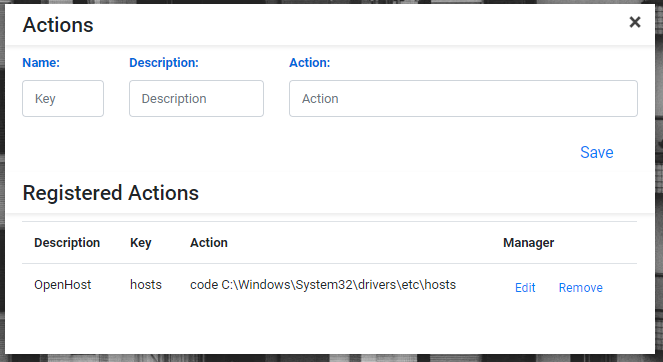 Actions ×
Name: Description: Action:
Key Description Action
Save
Registered Actions
Description Key Action Manager
OpenHost hosts code C:\Windows\System32\drivers\etc\hosts Edit Remove